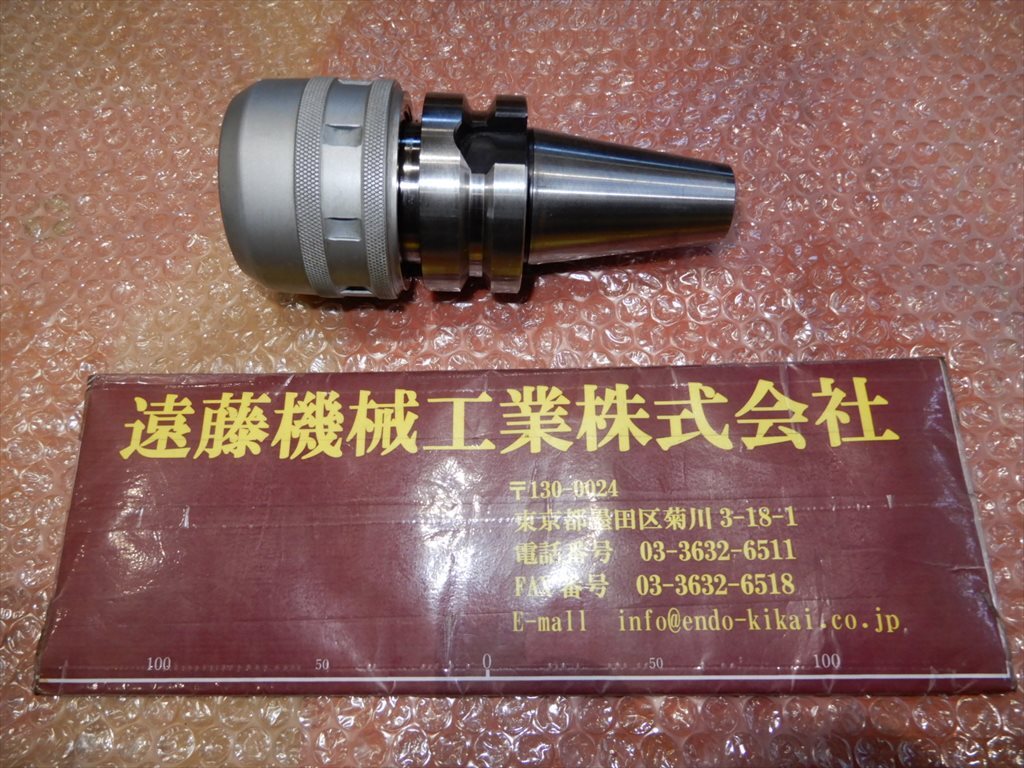 遠藤機械工業株式会社
〒130-0024
東京都墨田区菊川3-18-1
電話番号 03-3632-6511
FAX番号 03-3632-6518
E-mall info@endo-kikai.co.jp
100 50 0 50 100